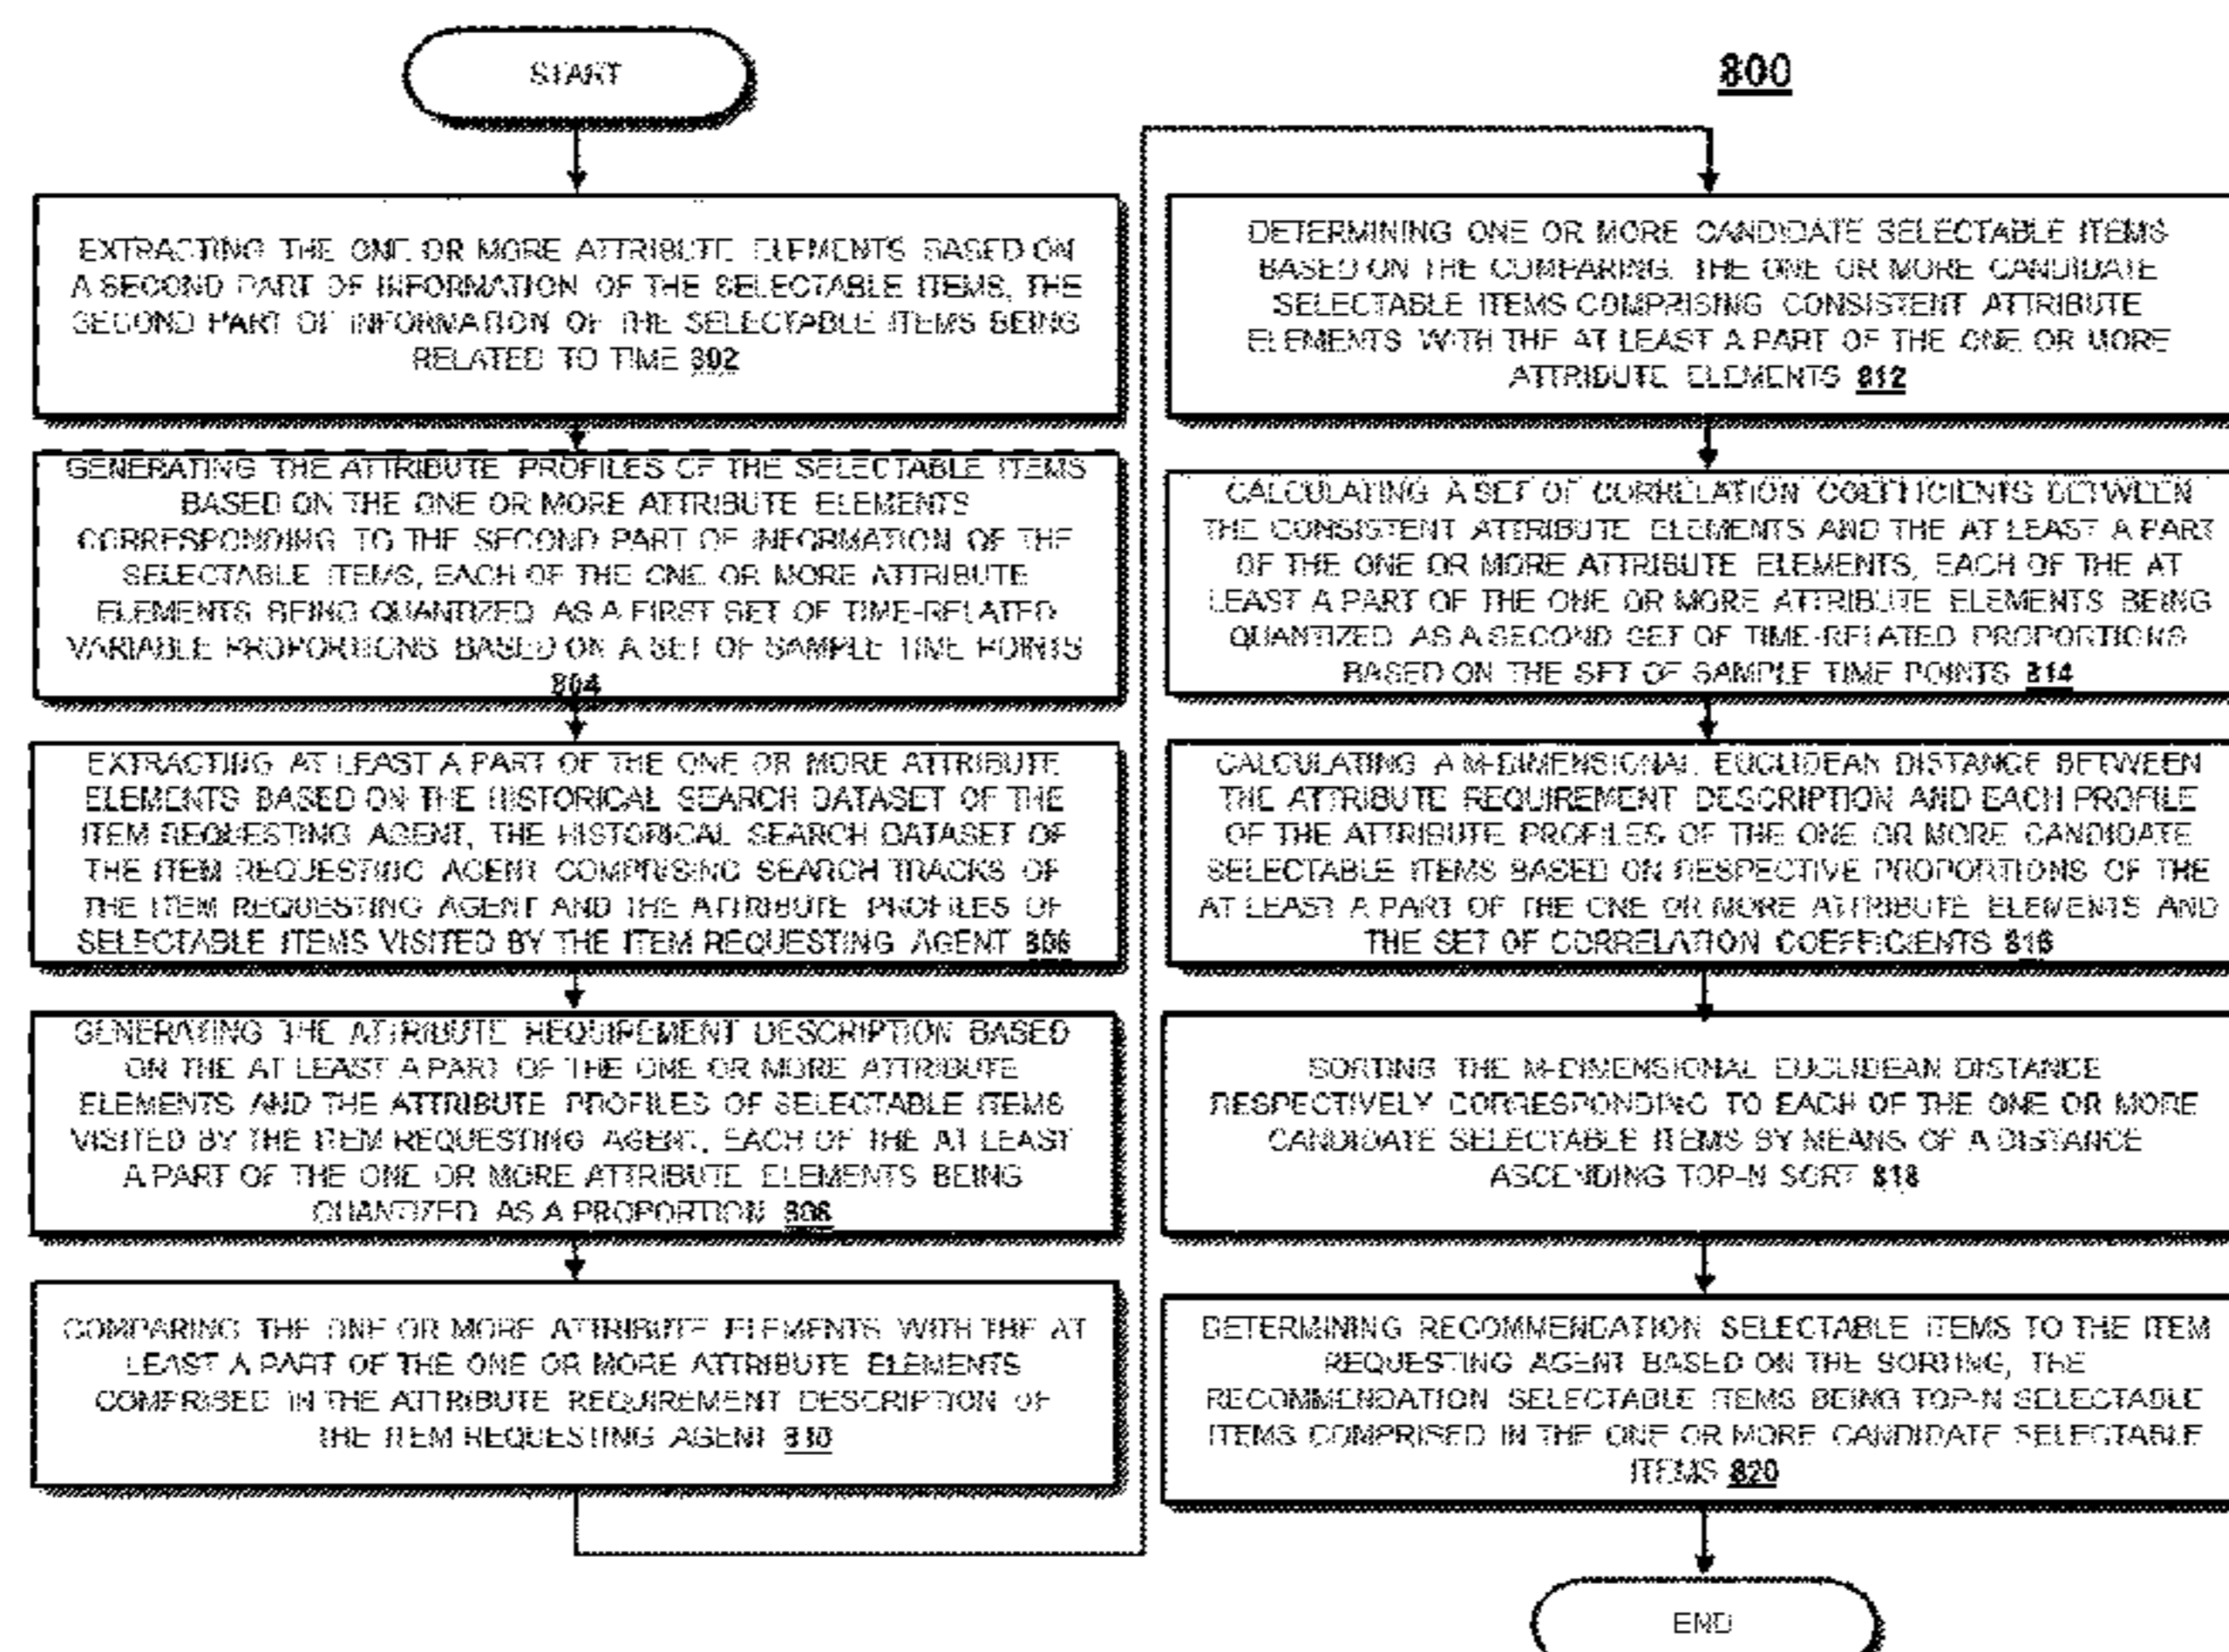 START
EXTRACTING THE ONE OR MORE ATTRIBUTE ELEMENTS BASED ON
A SECOND PART OF INFORMATION OF THE SELECTABLE ITEMS, THE
SECOND PART OF INFORMATION OF THE SELECTABLE ITEMS BEING
RELATED TO TIME 802
GENERATING THE ATTRIBUTE PROFILES OF THE SELECTABLE ITEMS
BASED ON THE ONE OR MORE ATTRIBUTE ELEMENTS
CORRESPONDING TO THE SECOND PART OF INFORMATION OF THE
SELECTABLE ITEMS, EACH OF THE ONE OR MORE ATTRIBUTE
ELEMENTS BEING QUANTIZED AS A FIRST SET OF TIME-RELATED
VARIABLE PROPORTIONS BASED ON A SET OF SAMPLE TIME POINTS
804
EXTRACTING AT LEAST A PART OF THE ONE OR MORE ATTRIBUTE
ELEMENTS BASED ON THE HISTORICAL SEARCH DATASET OF THE
ITEM REQUESTING AGENT, THE HISTORICAL SEARCH DATASET OF
THE ITEM REQUESTING AGENT COMPRISING SEARCH TRACKS OF
THE ITEM REQUESTING AGENT AND THE ATTRIBUTE PROFILES OF
SELECTABLE ITEMS VISITED BY THE ITEM REQUESTING AGENT 806
GENERATING THE ATTRIBUTE REQUIREMENT DESCRIPTION BASED
ON THE AT LEAST A PART OF THE ONE OR MORE ATTRIBUTE
ELEMENTS AND THE ATTRIBUTE PROFILES OF SELECTABLE ITEMS
VISITED BY THE ITEM REQUESTING AGENT, EACH OF THE AT LEAST
A PART OF THE ONE OR MORE ATTRIBUTE ELEMENTS BEING
QUANTIZED AS A PROPORTION 808
COMPARING THE ONE OR MORE ATTRIBUTE ELEMENTS WITH THE AT
LEAST A PART OF THE ONE OR MORE ATTRIBUTE ELEMENTS
COMPRISED IN THE ATTRIBUTE REQUIREMENT DESCRIPTION OF
THE ITEM REQUESTING AGENT 810
800
DETERMINING ONE OR MORE CANDIDATE SELECTABLE ITEMS
BASED ON THE COMPARING, THE ONE OR MORE CANDIDATE
SELECTABLE ITEMS COMPRISING CONSISTENT ATTRIBUTE
ELEMENTS WITH THE AT LEAST A PART OF THE ONE OR MORE
ATTRIBUTE ELEMENTS 812
CALCULATING A SET OF CORRELATION COEFFICIENTS BETWEEN
THE CONSISTENT ATTRIBUTE ELEMENTS AND THE AT LEAST A PART
OF THE ONE OR MORE ATTRIBUTE ELEMENTS, EACH OF THE AT
LEAST A PART OF THE ONE OR MORE ATTRIBUTE ELEMENTS BEING
QUANTIZED AS A SECOND SET OF TIME-RELATED PROPORTIONS
BASED ON THE SET OF SAMPLE TIME POINTS 814
CALCULATING A M-DIMENSIONAL EUCLIDEAN DISTANCE BETWEEN
THE ATTRIBUTE REQUIREMENT DESCRIPTION AND EACH PROFILE
OF THE ATTRIBUTE PROFILES OF THE ONE OR MORE CANDIDATE
SELECTABLE ITEMS BASED ON RESPECTIVE PROPORTIONS OF THE
AT LEAST A PART OF THE ONE OR MORE ATTRIBUTE ELEMENTS AND
THE SET OF CORRELATION COEFFICIENTS 816
SORTING THE M-DIMENSIONAL EUCLIDEAN DISTANCE
RESPECTIVELY CORRESPONDING TO EACH OF THE ONE OR MORE
CANDIDATE SELECTABLE ITEMS BY MEANS OF A DISTANCE
ASCENDING TOP-N SORT 818
DETERMINING RECOMMENDATION SELECTABLE ITEMS TO THE ITEM
REQUESTING AGENT BASED ON THE SORTING, THE
RECOMMENDATION SELECTABLE ITEMS BEING TOP-N SELECTABLE
ITEMS COMPRISED IN THE ONE OR MORE CANDIDATE SELECTABLE
ITEMS 820
END